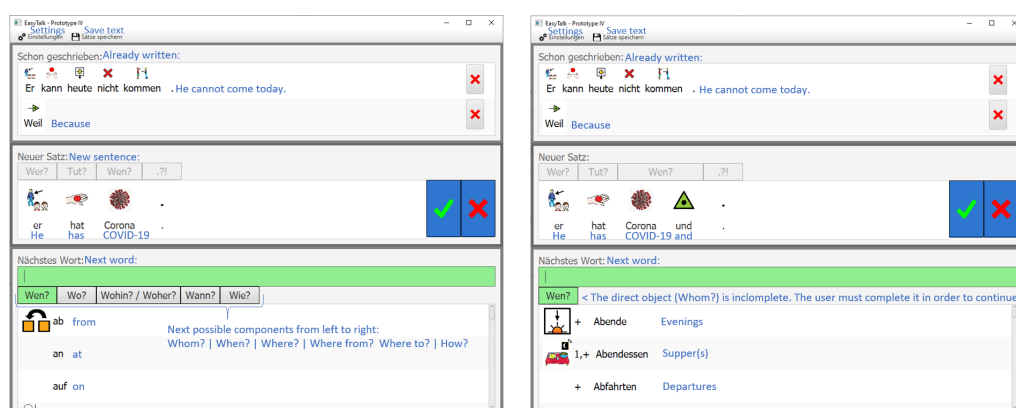 EasyTalk - Prototype IV
Settings Save text
Einstellungen Sätze speichern
Schon geschrieben: Already written:
Er kann heute nicht kommen . He cannot come today.
Weil Because
Neuer Satz: New sentence:
Wer? Tut? Wen? .?!
er hat Corona .
He has COVID-19
Nächstes Wort: Next word:
Wen? Wo? Wohin? / Woher? Wann? Wie?
ab from
Next possible components from left to right:
Whom? | When? | Where? | Where from? Where to? | How?
an at
auf on
EasyTalk - Prototype IV
Settings Save text
Einstellungen Sätze speichern
Schon geschrieben: Already written:
Er kann heute nicht kommen . He cannot come today.
Weil Because
Neuer Satz:
Wer? Tut? Wen? .?!
er hat Corona und .
He has COVID-19 and
Nächstes Wort: Next word:
Wen? < The direct object (Whom?) is inclomplete. The user must complete it in order to continue
+ Abende Evenings
1,+ Abendessen Supper(s)
+ Abfahrten Departures